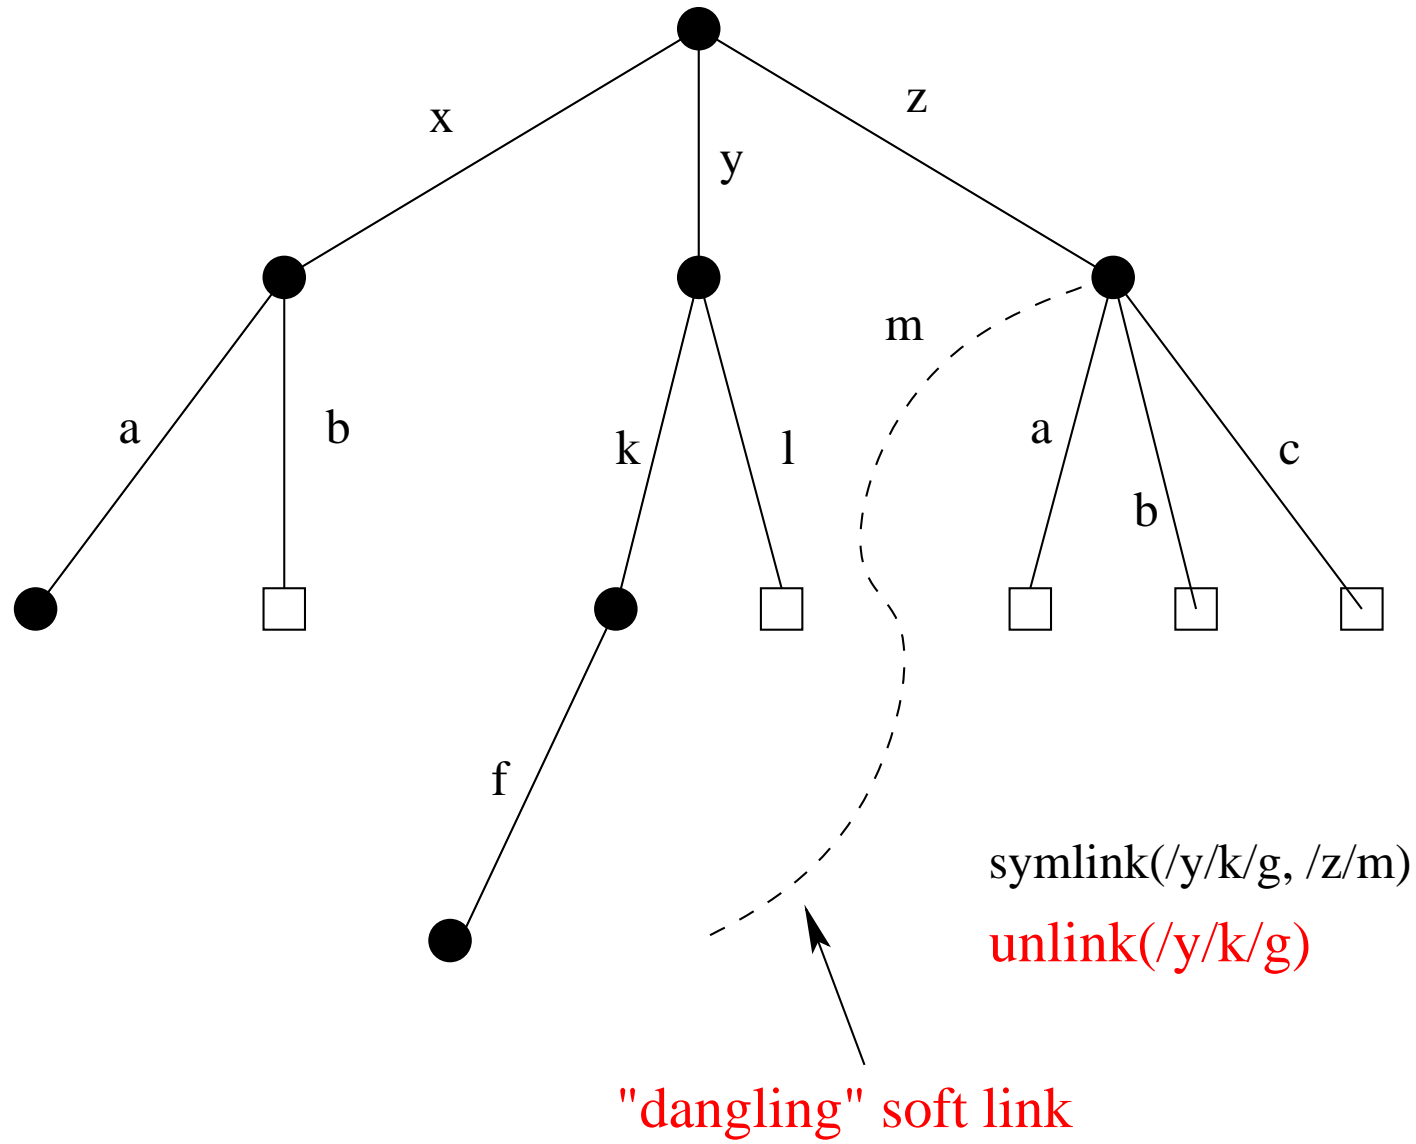 x
y
z
m
a
b
k
l
a
b
c
f
symlink(/y/k/g, /z/m)
unlink(/y/k/g)
"dangling" soft link